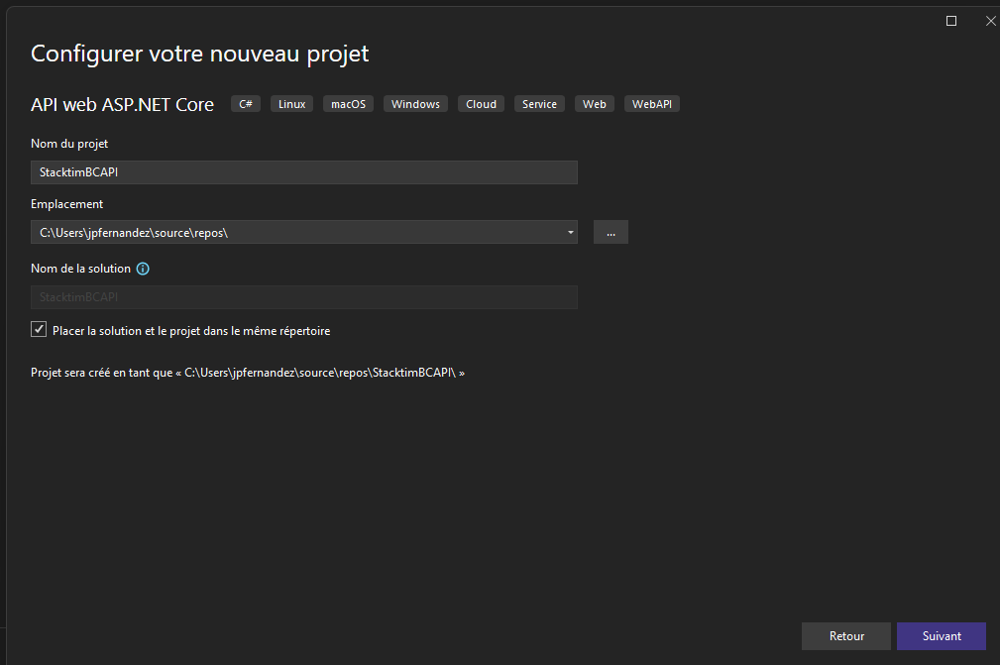 Configurer votre nouveau projet
API web ASP.NET Core C# Linux macOS Windows Cloud Service Web WebAPI
Nom du projet
StacktimBCAPI
Emplacement
C:\Users\jpfernandez\source\repos\
...
Nom de la solution
StacktimBCAPI
Placer la solution et le projet dans le même répertoire
Projet sera créé en tant que « C:\Users\jpfernandez\source\repos\StacktimBCAPI\ »
Retour Suivant